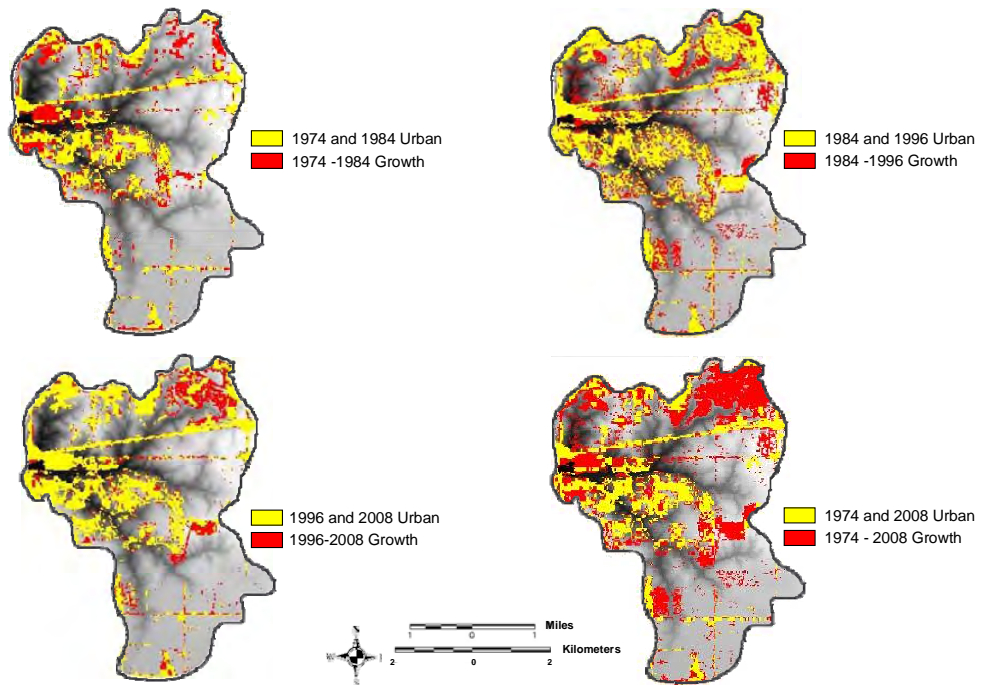 1974 and 1984 Urban
1974 -1984 Growth
1984 and 1996 Urban
1984 -1996 Growth
1996 and 2008 Urban
1996-2008 Growth
1974 and 2008 Urban
1974 - 2008 Growth
1 0 1 Miles
2 0 2 Kilometers
N
W
S